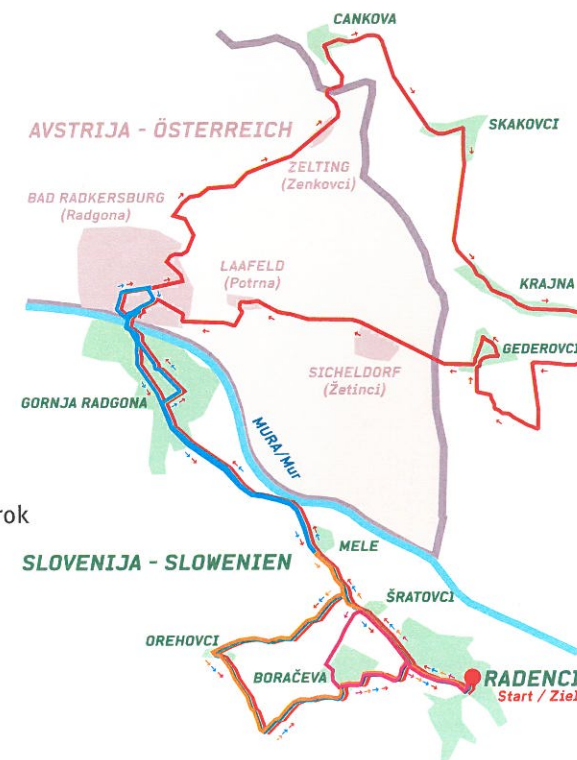 CANKOVA
AVSTRIJA - ÖSTERREICH
SKAKOVCI
ZELTING
(Zenkovci)
BAD RADKERSBURG
(Radgona)
LAAFELD
(Potrna)
KRAJNA
GEDEROVCI
SICHELDORF
(Žetinci)
GORNJA RADGONA
MURA/Mur
rok
MELE
SLOVENIJA - SLOWENIEN
ŠRATOVCI
OREHOVCI
BORAČEVA
RADENCI
Start / Ziel